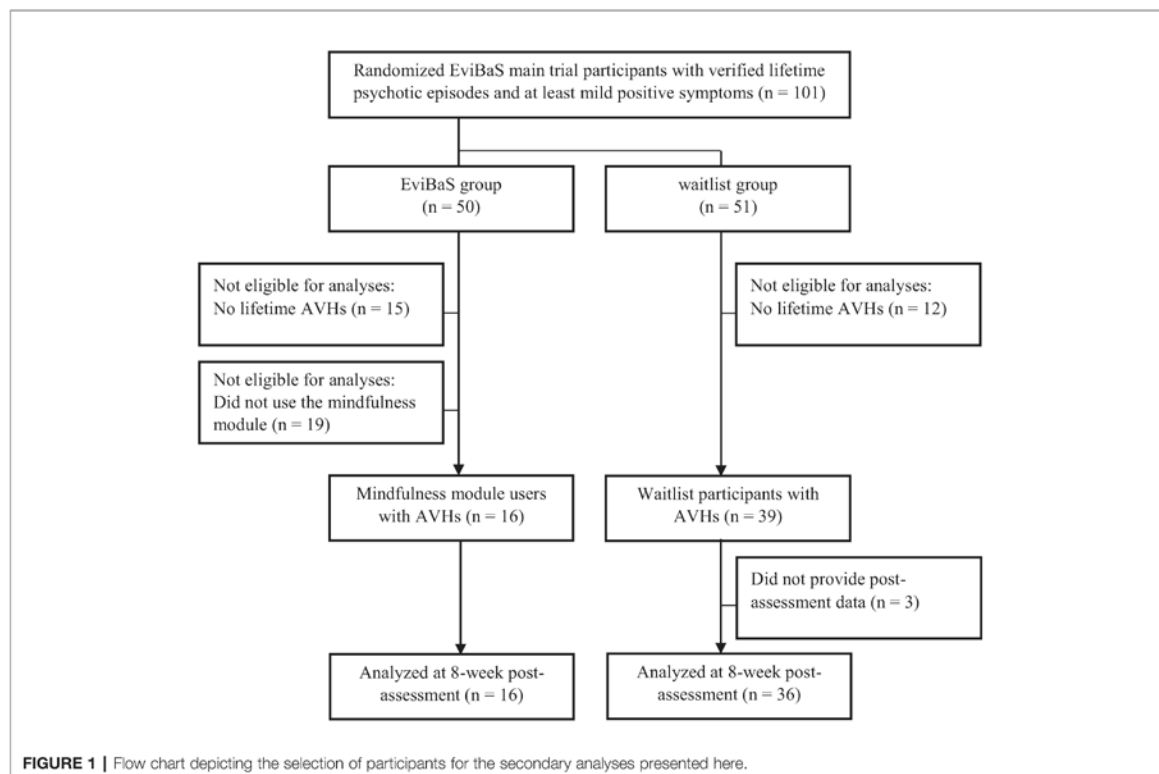 Randomized EviBaS main trial participants with verified lifetime
psychotic episodes and at least mild positive symptoms (n = 101)
EviBaS group
(n = 50)
waitlist group
(n = 51)
Not eligible for analyses:
No lifetime AVHs (n = 15)
Not eligible for analyses:
No lifetime AVHs (n = 12)
Not eligible for analyses:
Did not use the mindfulness
module (n = 19)
Mindfulness module users
with AVHs (n = 16)
Waitlist participants with
AVHs (n = 39)
Did not provide post-
assessment data (n = 3)
Analyzed at 8-week post-
assessment (n = 16)
Analyzed at 8-week post-
assessment (n = 36)
FIGURE 1 | Flow chart depicting the selection of participants for the secondary analyses presented here.